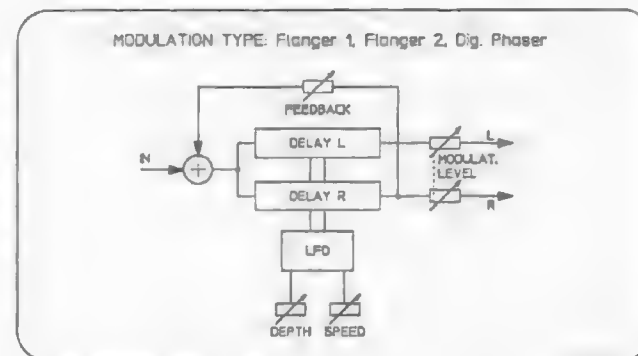 MODULATION TYPE: Flanger 1, Flanger 2, Dig. Phaser
FEEDBACK
DELAY L
L
IN
+
MODULAT.
LEVEL
DELAY R
R
LFO
DEPTH
SPEED